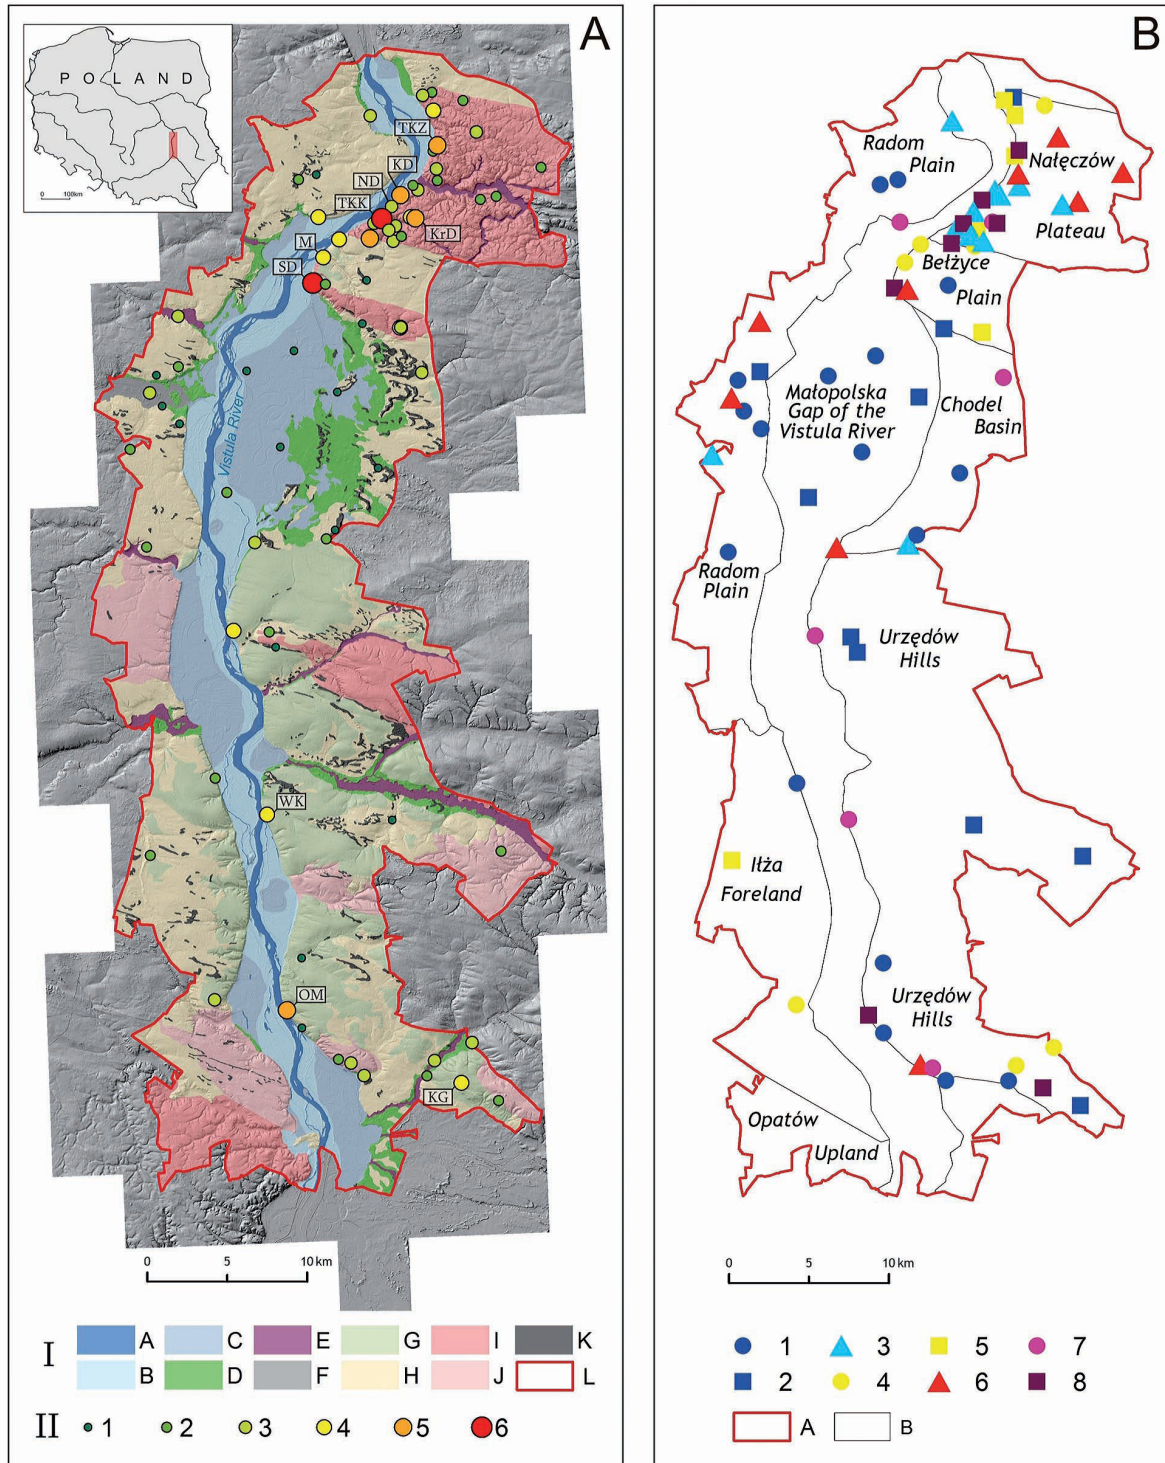 A
POLAND
0 100km
TKZ
KD
ND
TKK
KrD
M
SD
Vistula River
WK
OM
KG
0 5 10 km
I
A C E G I K
B D F H J L
II 1 2 3 4 5 6
B
Radom
Plain
Nałęczów
Plateau
Bełżyce
Plain
Małopolska
Gap of the
Vistula River
Chodel
Basin
Radom
Plain
Urzędów
Hills
Iłża
Foreland
Urzędów
Hills
Opatów
Upland
0 5 10 km
1 3 5 7
2 4 6 8
A B